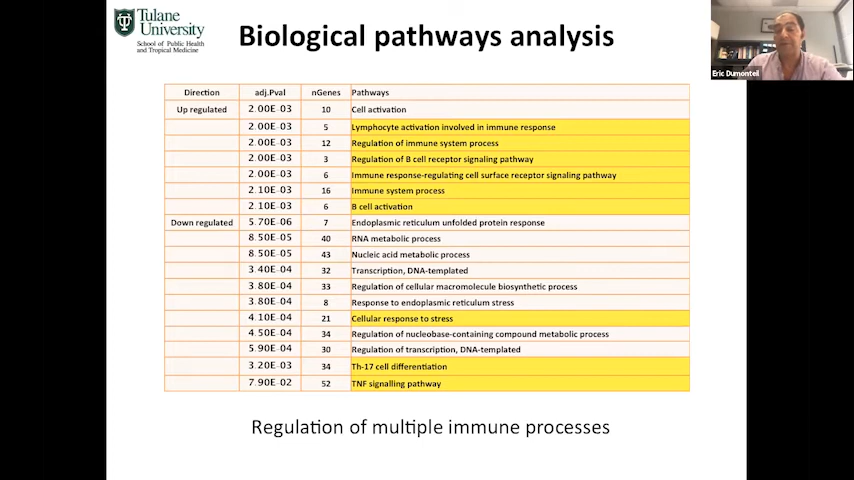 Tulane
University
School of Public Health
and Tropical Medicine
Biological pathways analysis
Eric Dumonteil
Direction adj.Pval nGenes Pathways
Up regulated 2.00E-03 10 Cell activation
2.00E-03 5 Lymphocyte activation involved in immune response
2.00E-03 12 Regulation of immune system process
2.00E-03 3 Regulation of B cell receptor signaling pathway
2.00E-03 6 Immune response-regulating cell surface receptor signaling pathway
2.10E-03 16 Immune system process
2.10E-03 6 B cell activation
Down regulated 5.70E-06 7 Endoplasmic reticulum unfolded protein response
8.50E-05 40 RNA metabolic process
8.50E-05 43 Nucleic acid metabolic process
3.40E-04 32 Transcription, DNA-templated
3.80E-04 33 Regulation of cellular macromolecule biosynthetic process
3.80E-04 8 Response to endoplasmic reticulum stress
4.10E-04 21 Cellular response to stress
4.50E-04 34 Regulation of nucleobase-containing compound metabolic process
5.90E-04 30 Regulation of transcription, DNA-templated
3.20E-03 34 Th-17 cell differentiation
7.90E-02 52 TNF signalling pathway
Regulation of multiple immune processes